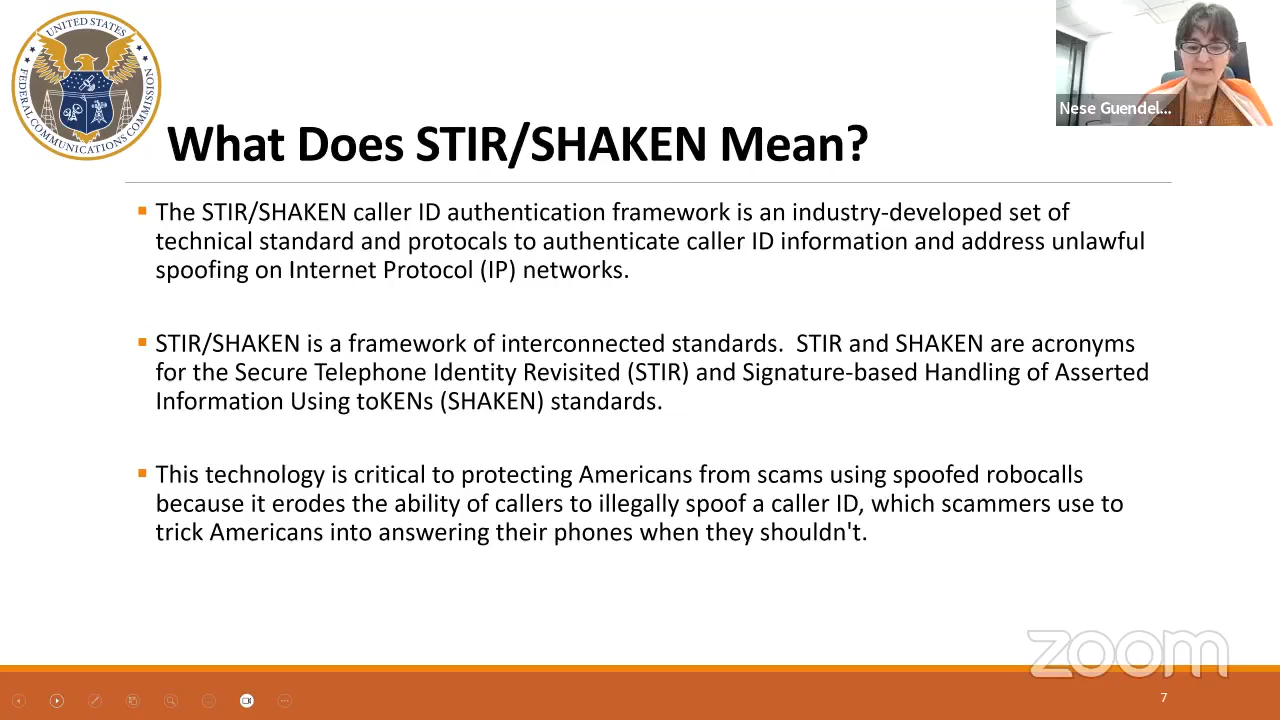 UNITED STATES
FEDERAL COMMUNICATIONS COMMISSION
Nese Guendel...
What Does STIR/SHAKEN Mean?
The STIR/SHAKEN caller ID authentication framework is an industry-developed set of
technical standard and protocals to authenticate caller ID information and address unlawful
spoofing on Internet Protocol (IP) networks.
STIR/SHAKEN is a framework of interconnected standards.  STIR and SHAKEN are acronyms
for the Secure Telephone Identity Revisited (STIR) and Signature-based Handling of Asserted
Information Using toKENs (SHAKEN) standards.
This technology is critical to protecting Americans from scams using spoofed robocalls
because it erodes the ability of callers to illegally spoof a caller ID, which scammers use to
trick Americans into answering their phones when they shouldn't.
zoom
7